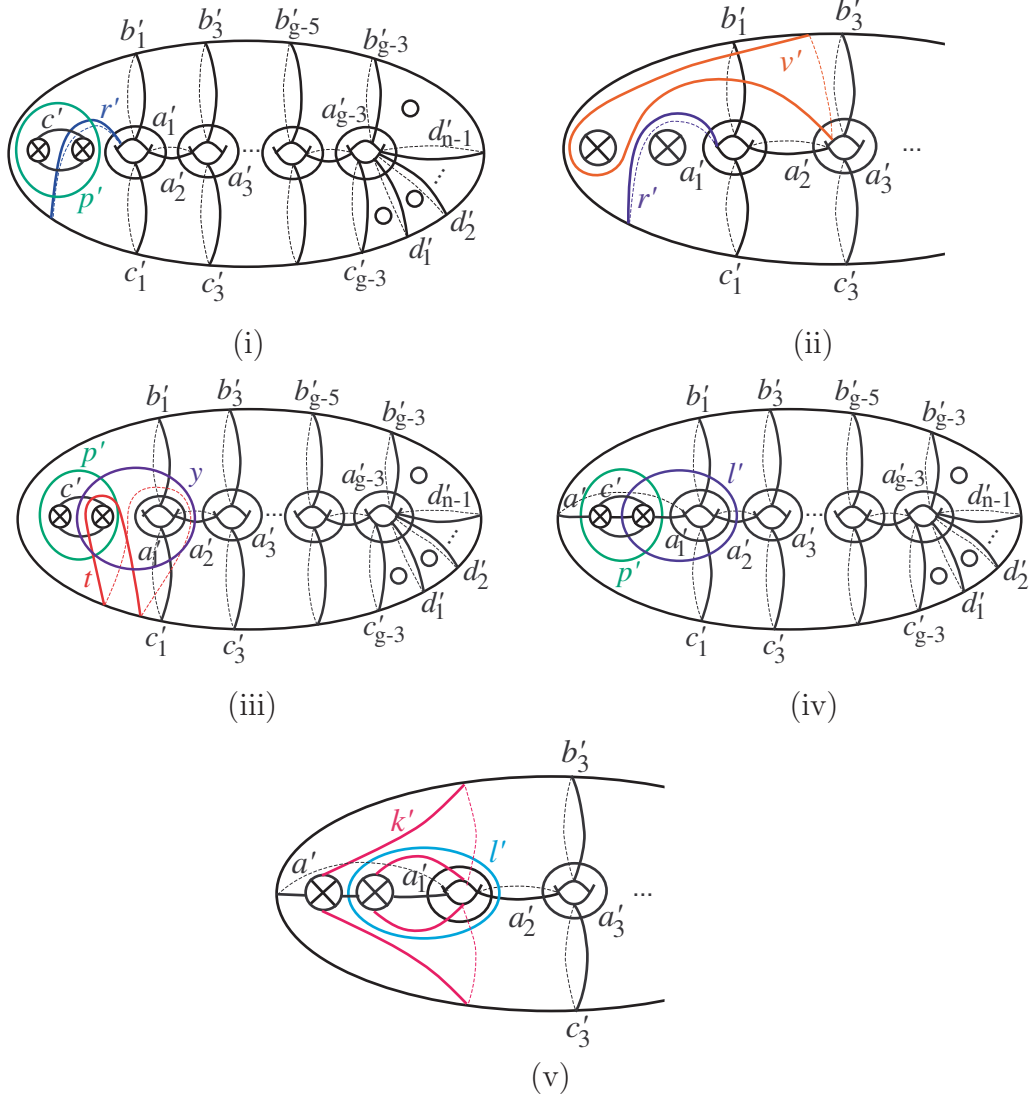 b′1 b′3 b′g-5 b′g-3
c′ r′ a′1 a′g-3 d′n-1
p′ a′2 a′3 ... ...
c′1 c′3 c′g-3 d′1 d′2
(i)
b′1 b′3
v′
r′ a′1 a′2 a′3 ...
c′1 c′3
(ii)
b′1 b′3 b′g-5 b′g-3
p′ c′ y a′g-3 d′n-1
t a1 a′2 a′3 ... ...
c′1 c′3 c′g-3 d′1 d′2
(iii)
b′1 b′3 b′g-5 b′g-3
a′ c′ l′ a′g-3 d′n-1
p′ a′1 a′2 a′3 ... ...
c′1 c′3 c′g-3 d′1 d′2
(iv)
b′3
k′
a′ a′1 l′
a′2 a′3 ...
c′3
(v)